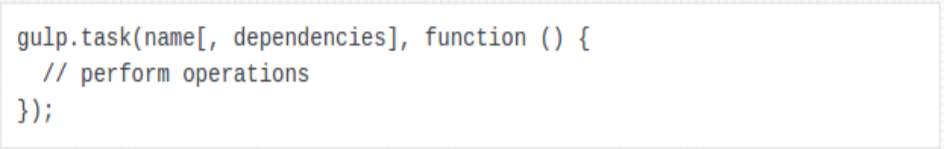 gulp.task(name[, dependencies], function () {
  // perform operations
});